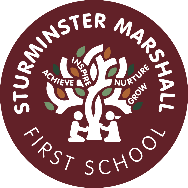 STURMINSTER MARSHALL
ACHIEVE
INSPIRE
NURTURE
GROW
FIRST SCHOOL